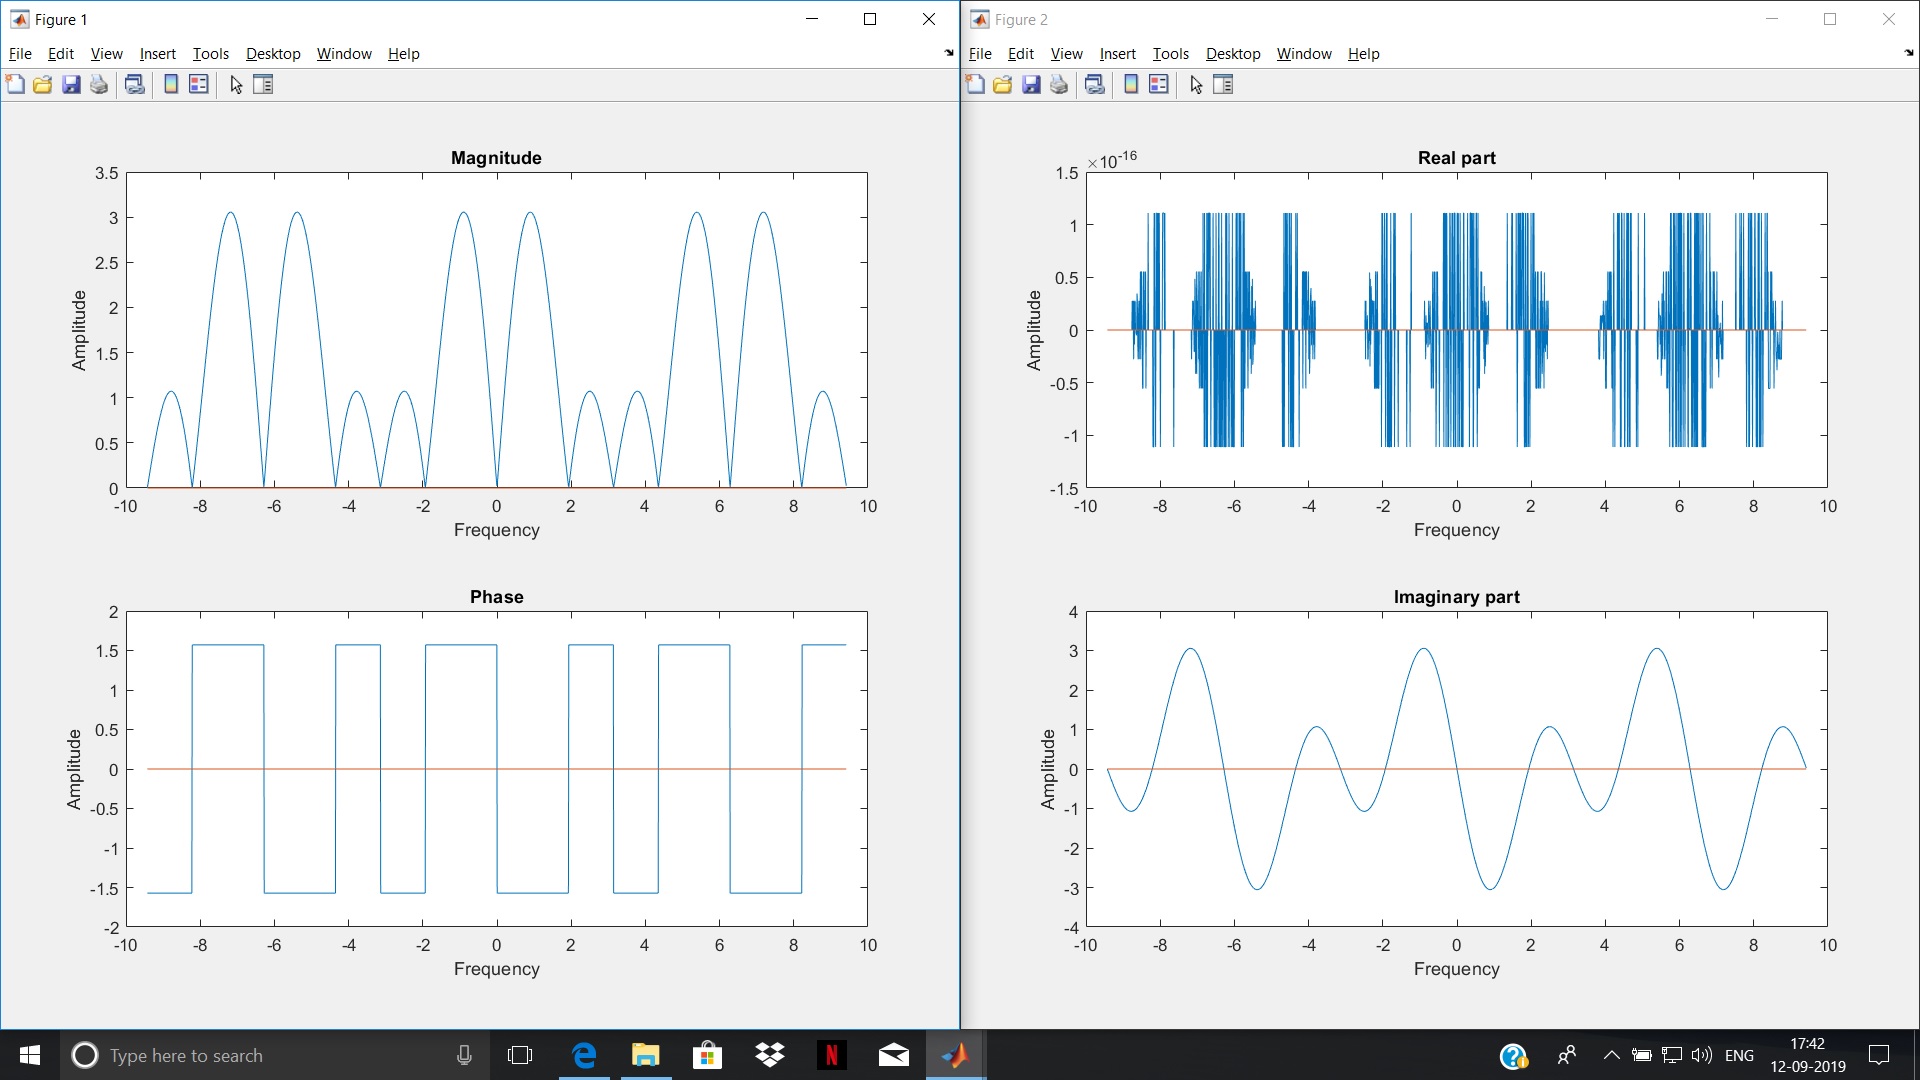 Figure 1
File Edit View Insert Tools Desktop Window Help
Magnitude
3.5
3
2.5
2
1.5
1
0.5
0
Amplitude
-10 -8 -6 -4 -2 0 2 4 6 8 10
Frequency
Phase
2
1.5
1
0.5
0
-0.5
-1
-1.5
-2
Amplitude
-10 -8 -6 -4 -2 0 2 4 6 8 10
Frequency
Figure 2
File Edit View Insert Tools Desktop Window Help
×10-16
Real part
1.5
1
0.5
0
-0.5
-1
-1.5
Amplitude
-10 -8 -6 -4 -2 0 2 4 6 8 10
Frequency
Imaginary part
4
3
2
1
0
-1
-2
-3
-4
Amplitude
-10 -8 -6 -4 -2 0 2 4 6 8 10
Frequency
Type here to search
N
ENG
17:42
12-09-2019